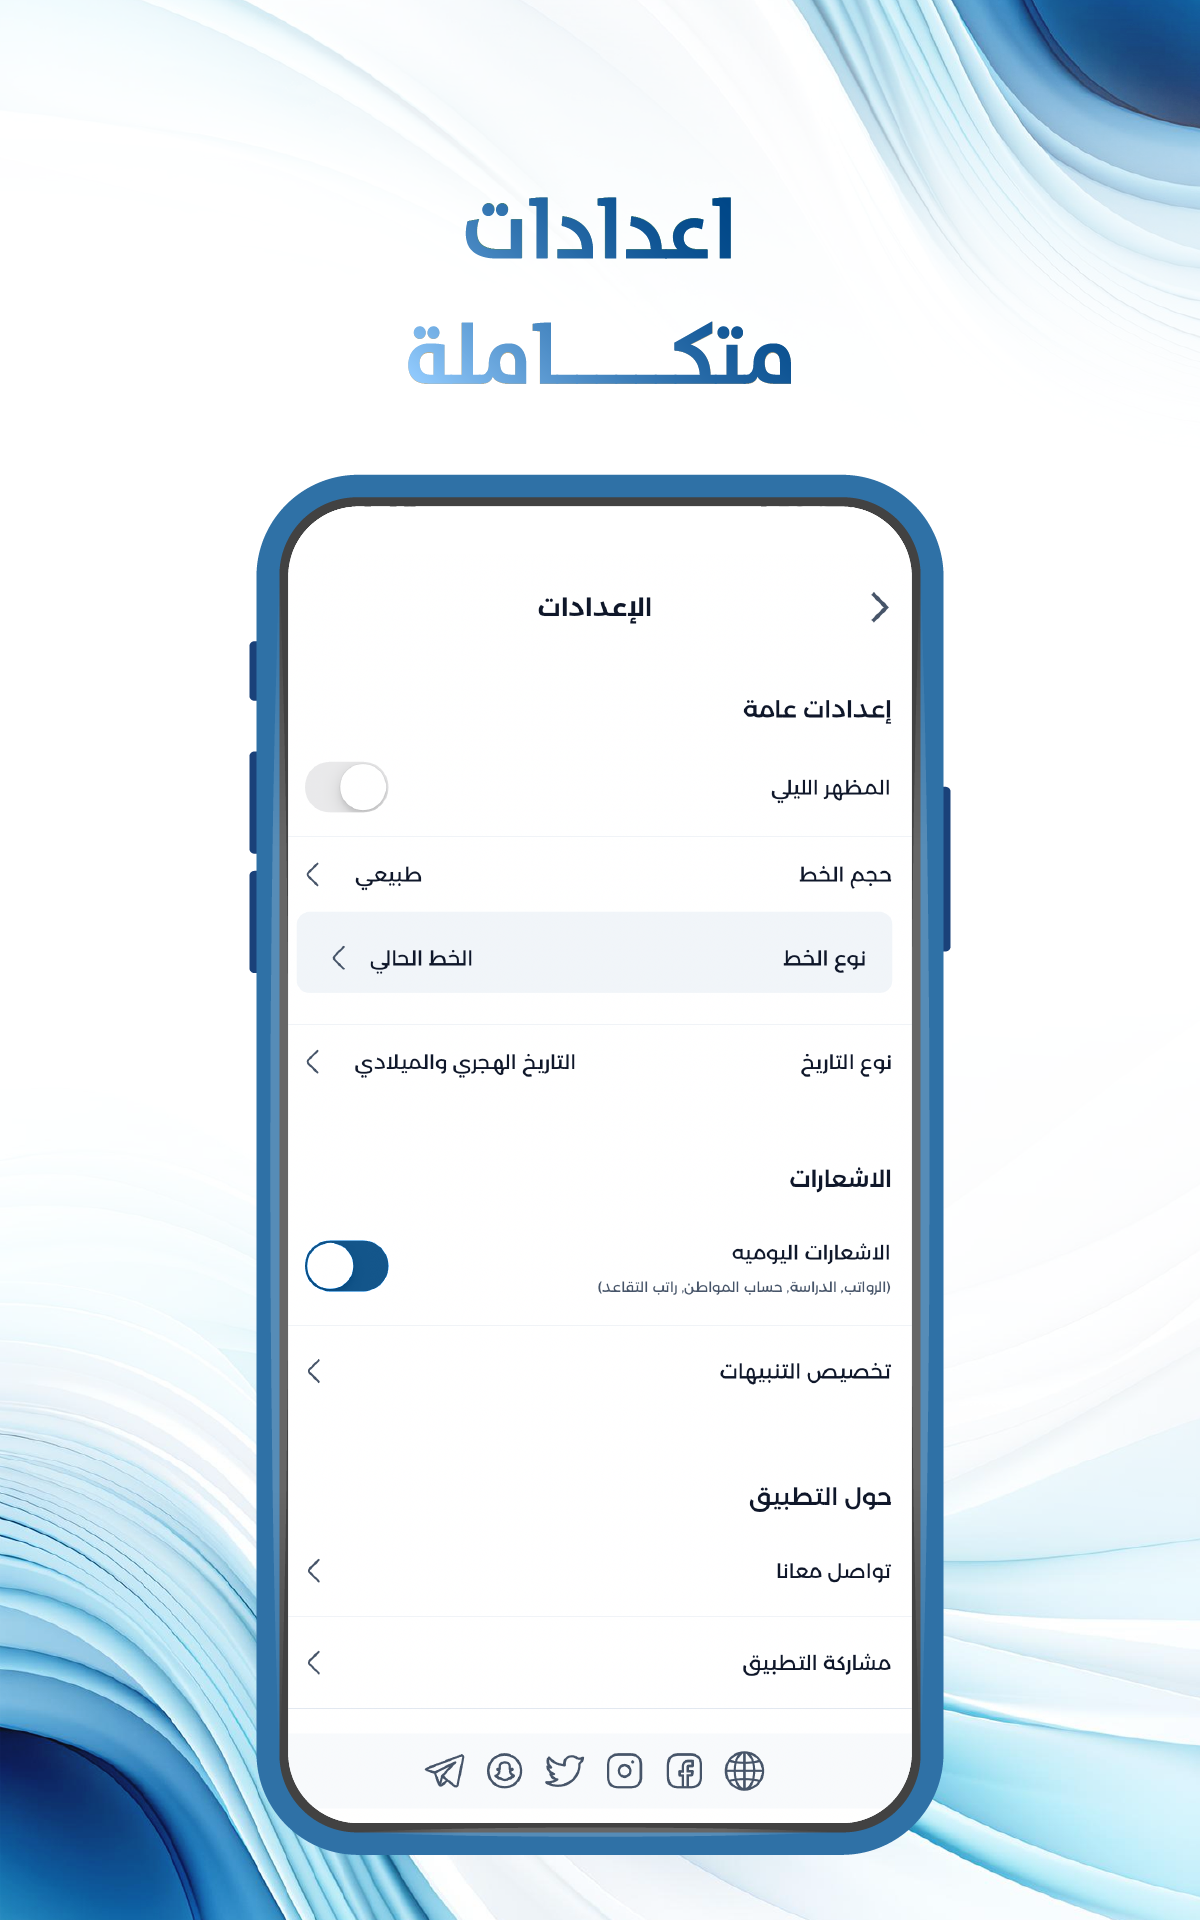 اعدادات
متكـــــاملة
الإعدادات
إعدادات عامة
المظهر الليلي
حجم الخط طبيعي
نوع الخط الخط الحالي
نوع التاريخ التاريخ الهجري والميلادي
الاشعارات
الاشعارات اليوميه
(الرواتب, الدراسة, حساب المواطن, راتب التقاعد)
تخصيص التنبيهات
حول التطبيق
تواصل معانا
مشاركة التطبيق